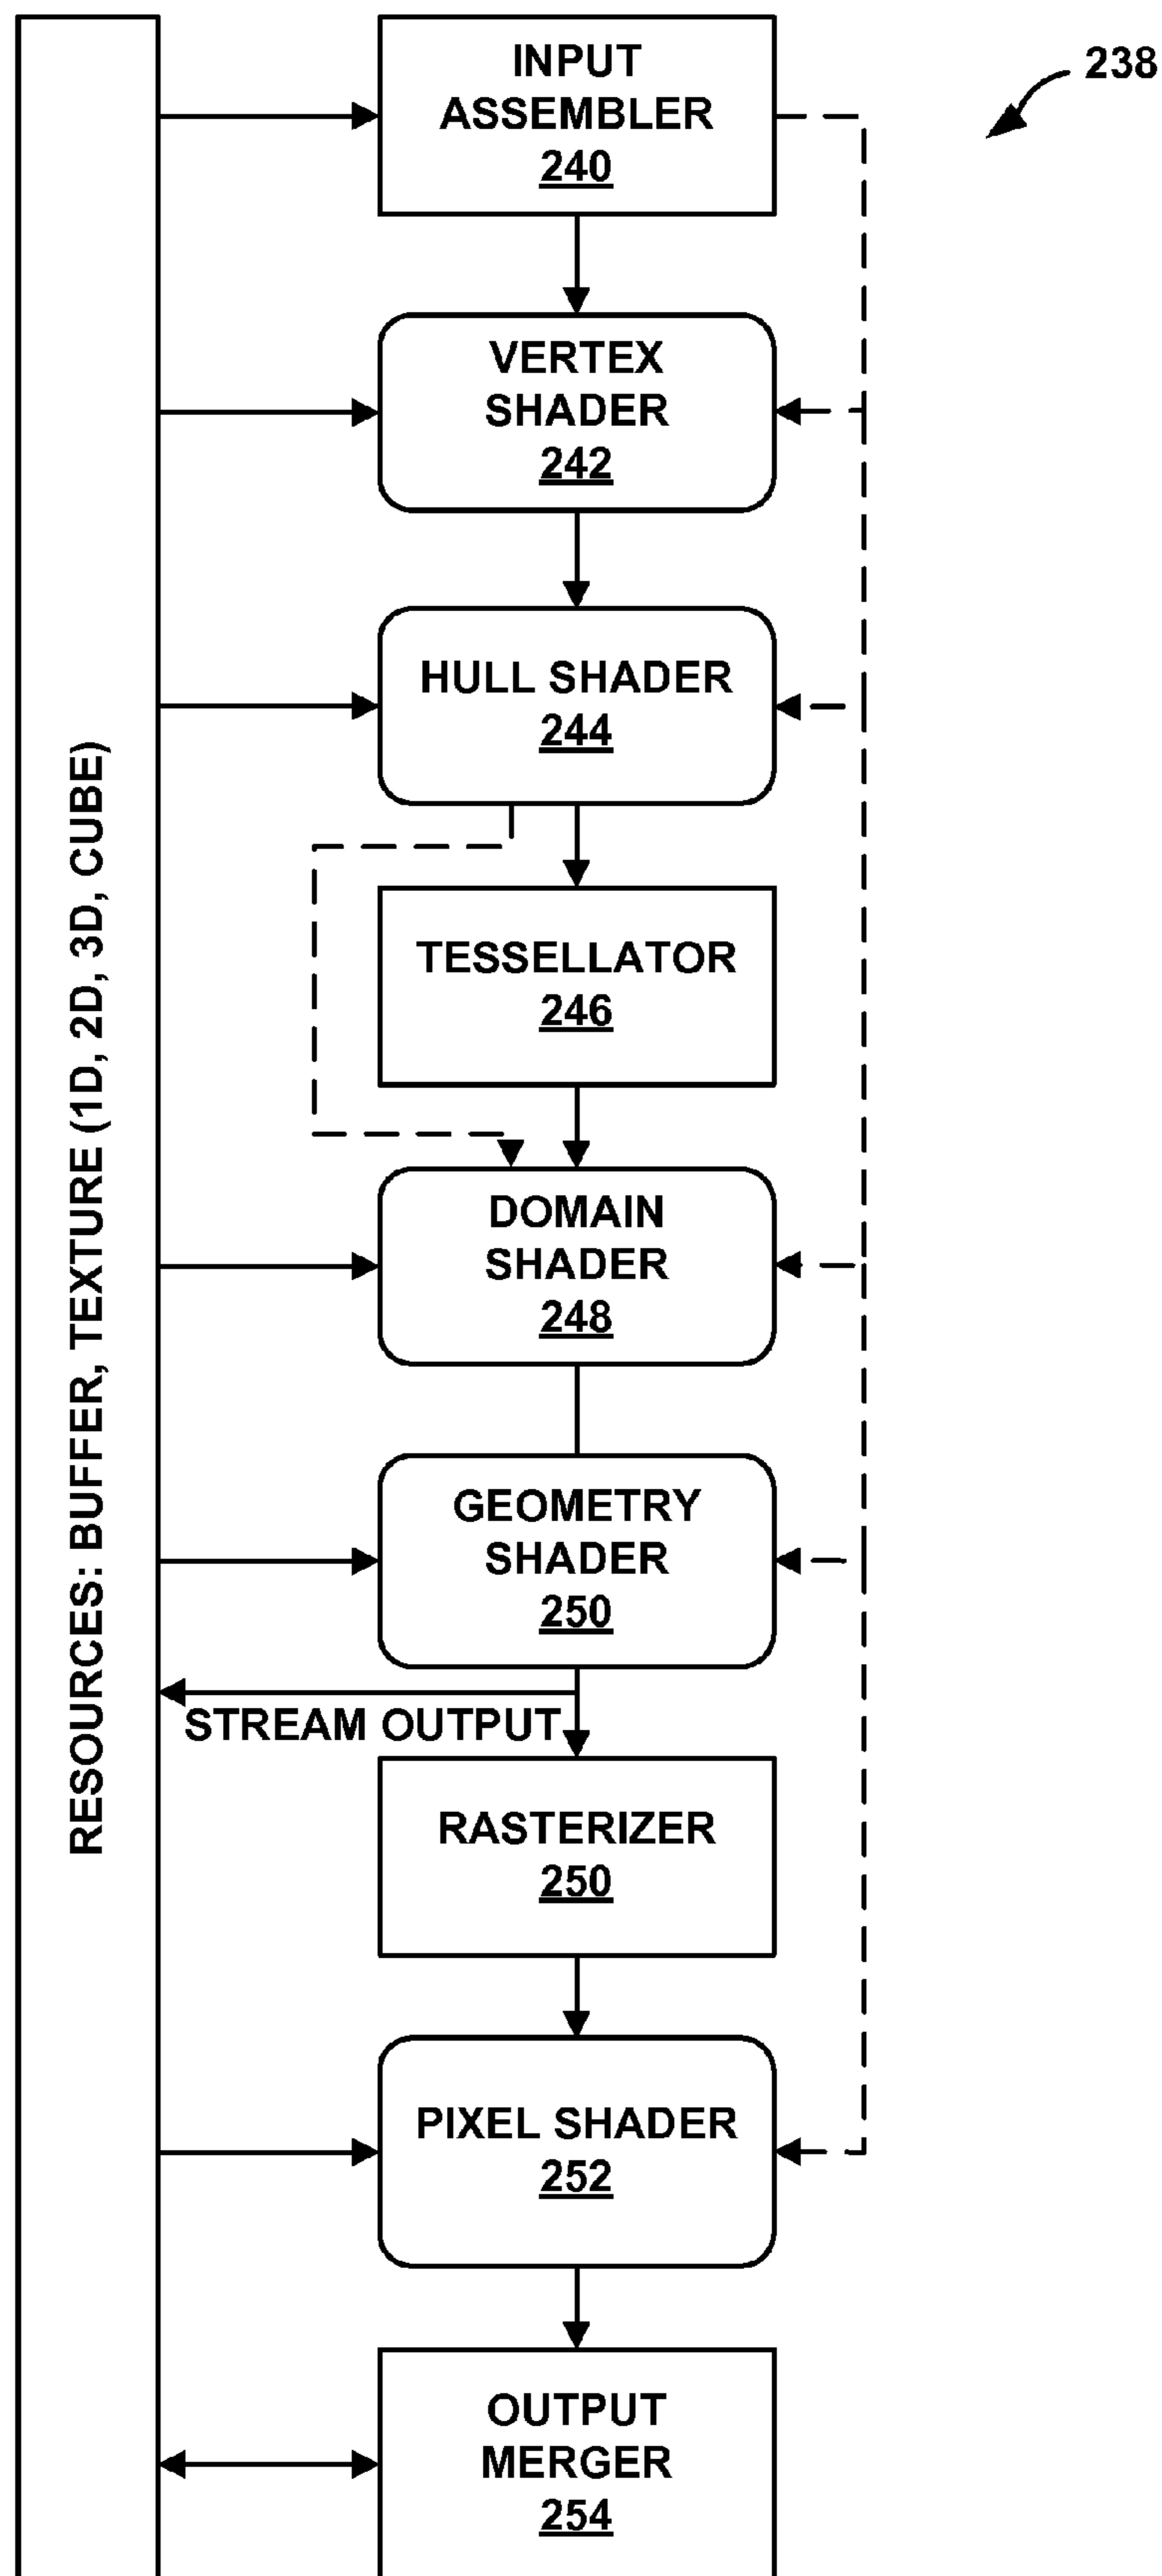 238
INPUT
ASSEMBLER
240
VERTEX
SHADER
242
HULL SHADER
244
TESSELLATOR
246
DOMAIN
SHADER
248
GEOMETRY
SHADER
250
STREAM OUTPUT
RASTERIZER
250
PIXEL SHADER
252
OUTPUT
MERGER
254
RESOURCES: BUFFER, TEXTURE (1D, 2D, 3D, CUBE)